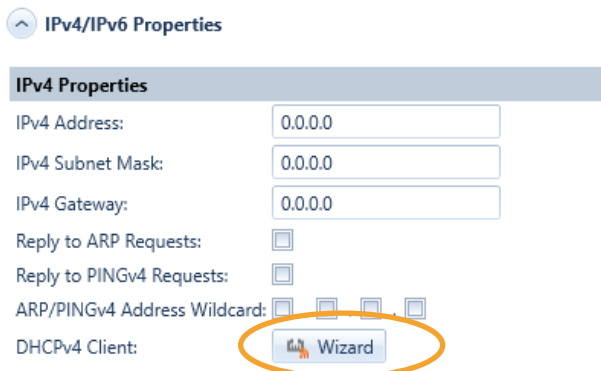 IPv4/IPv6 Properties
IPv4 Properties
IPv4 Address: 0.0.0.0
IPv4 Subnet Mask: 0.0.0.0
IPv4 Gateway: 0.0.0.0
Reply to ARP Requests:
Reply to PINGv4 Requests:
ARP/PINGv4 Address Wildcard: . . .
DHCPv4 Client: Wizard